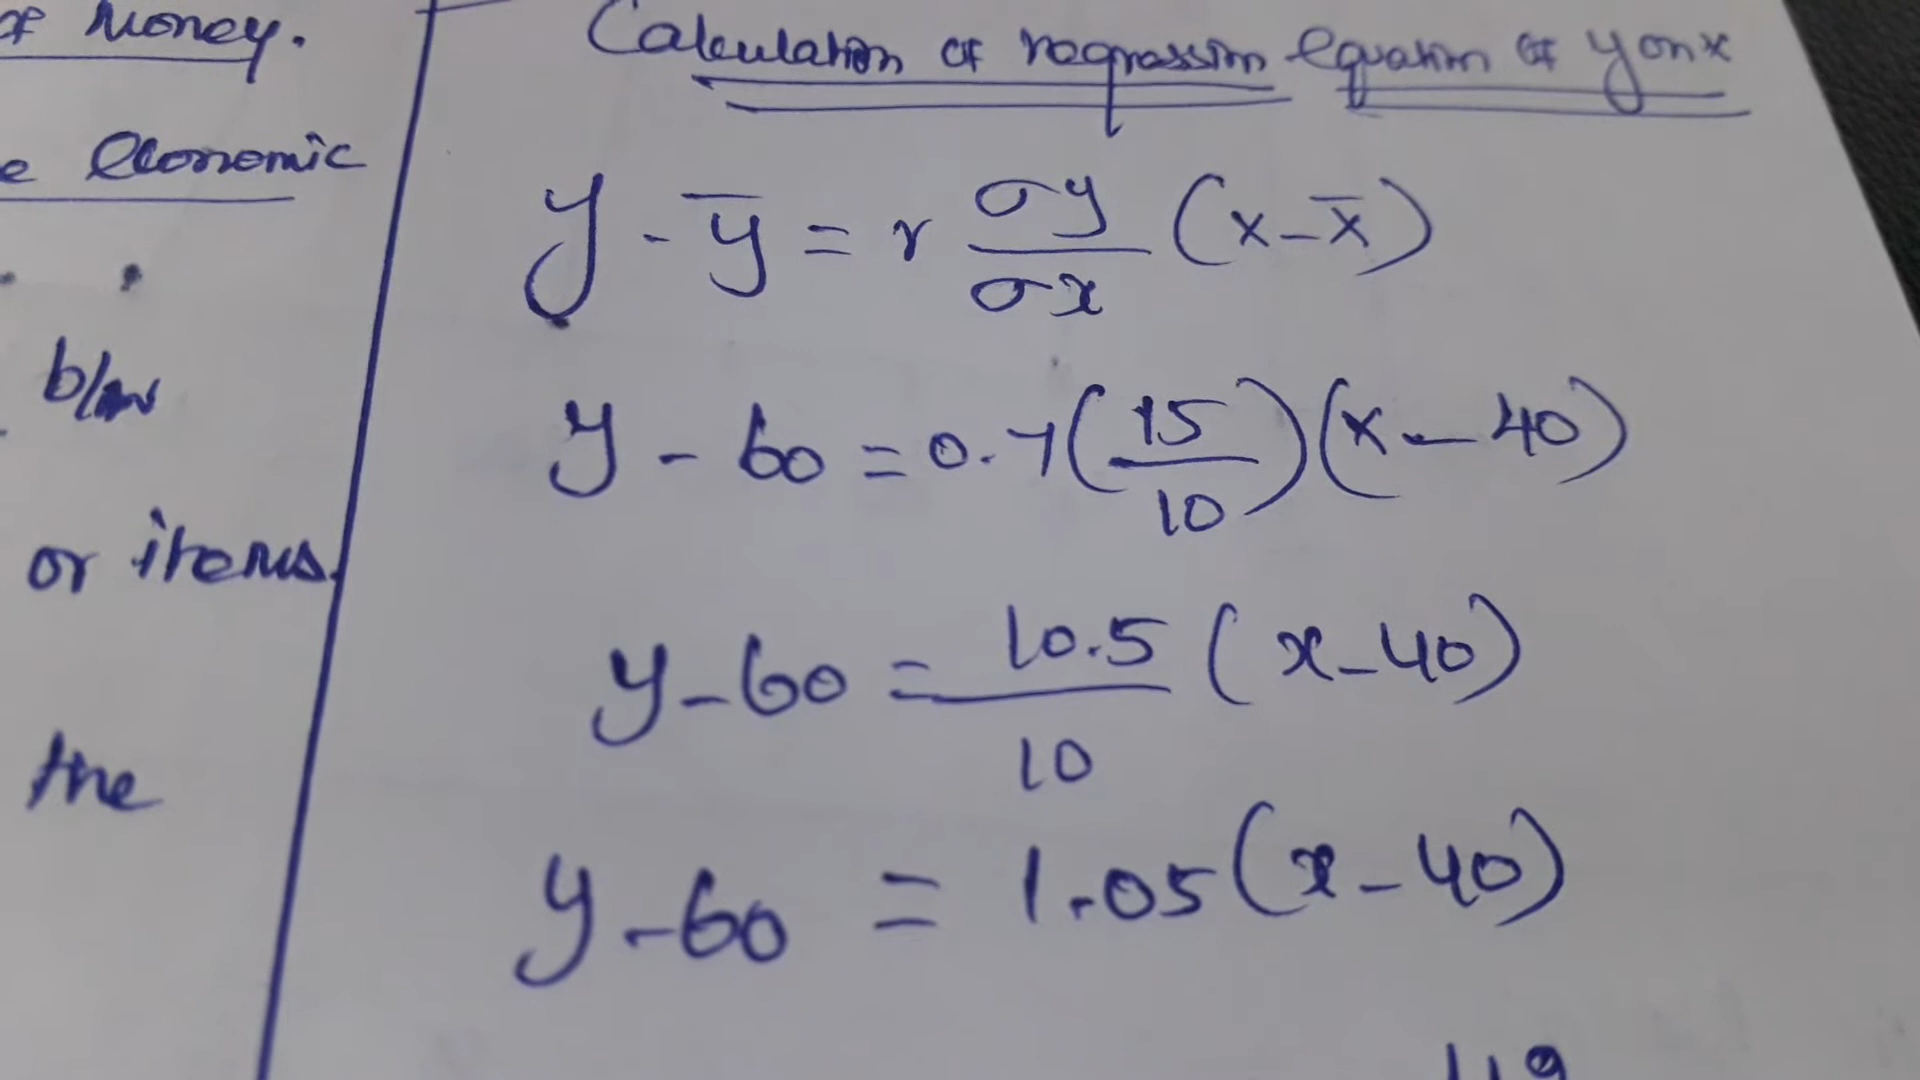 of Money.
e Economic
b/w
or items.
the
Calculation of regression equation of y on x
y - y̅ = r σy/σx (x - x̅)
y - 60 = 0.7 (15/10) (x - 40)
y - 60 = 10.5/10 (x - 40)
y - 60 = 1.05 (x - 40)